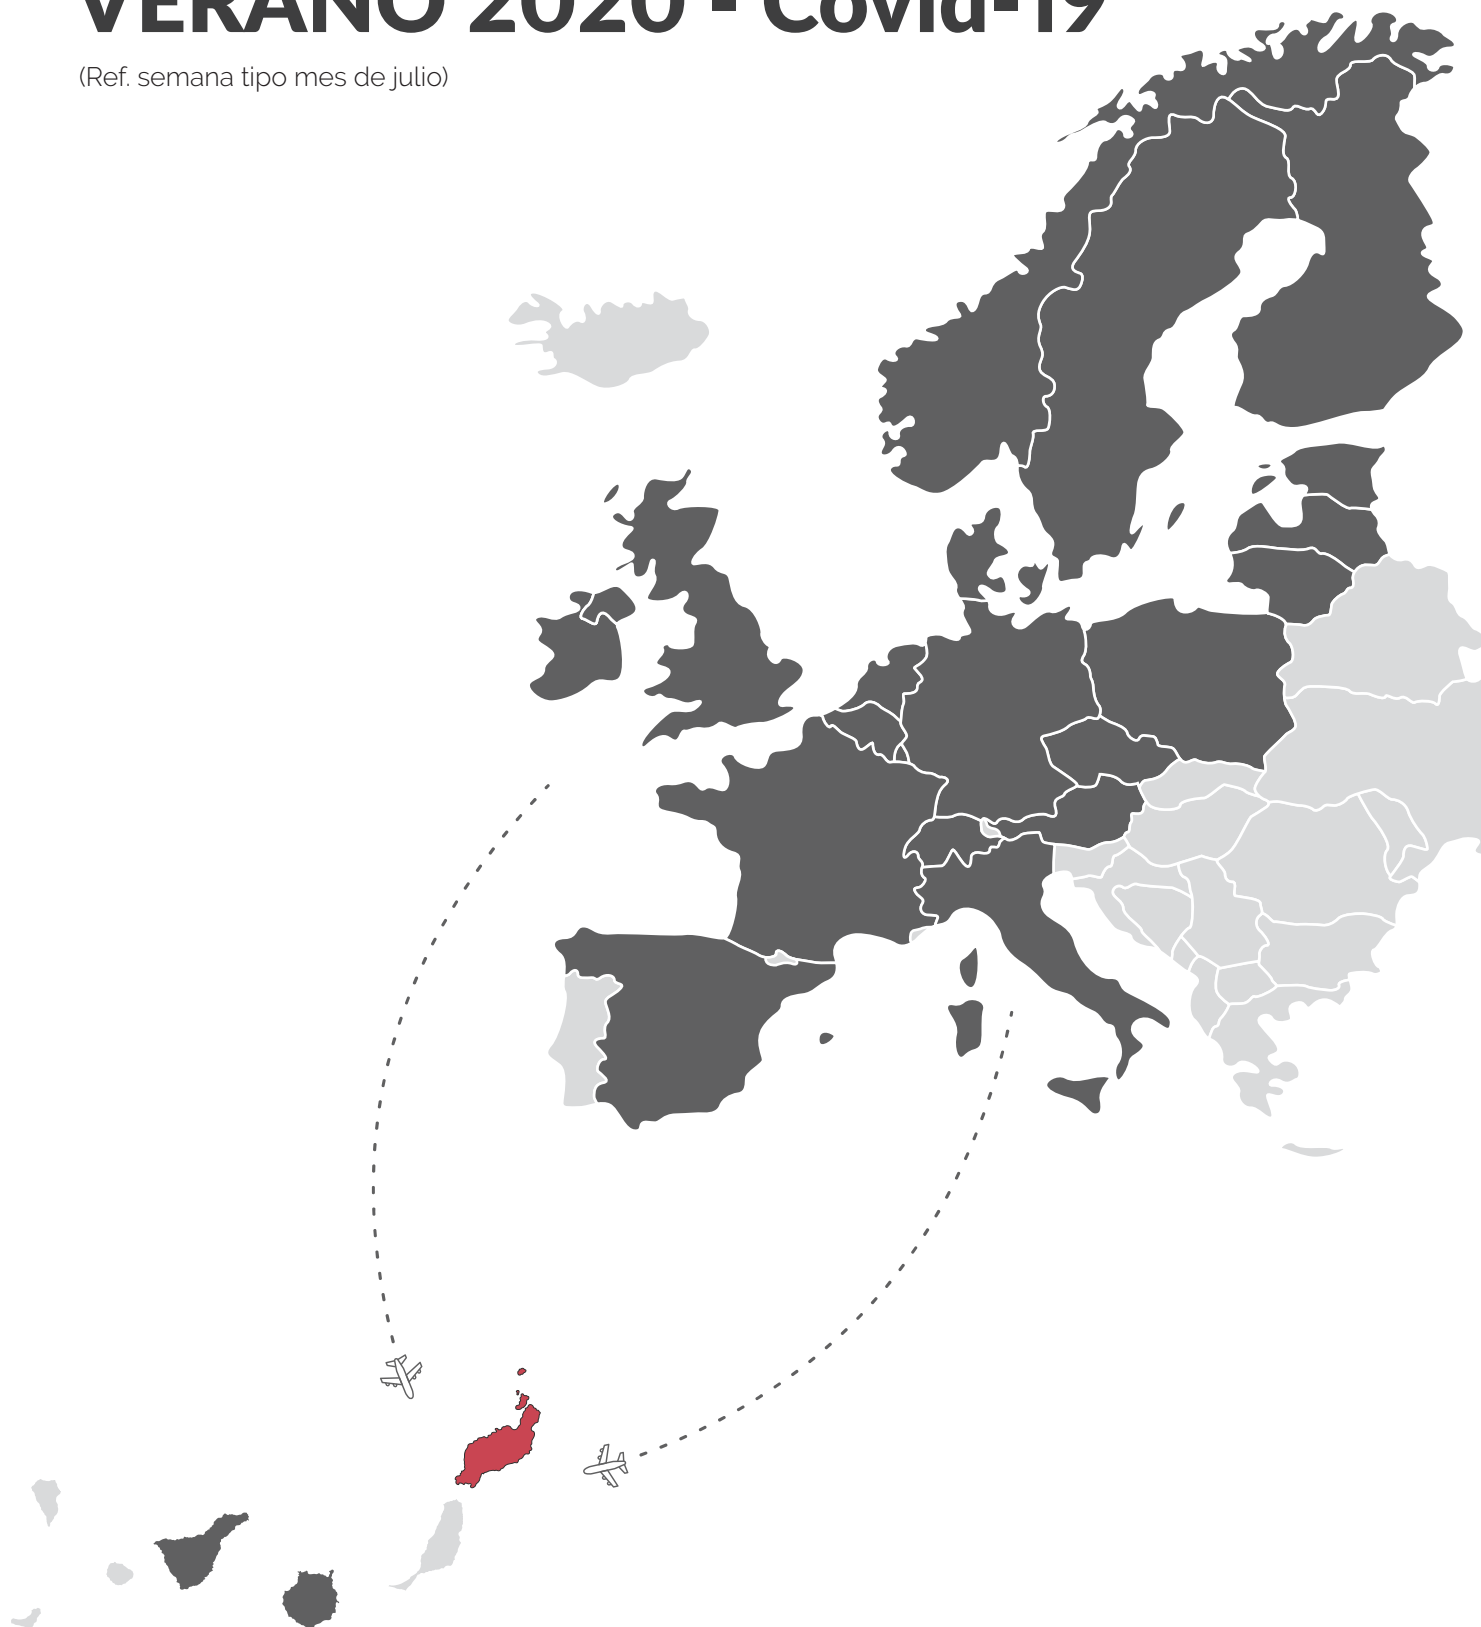 VERANO 2020 - Covid-19
(Ref. semana tipo mes de julio)